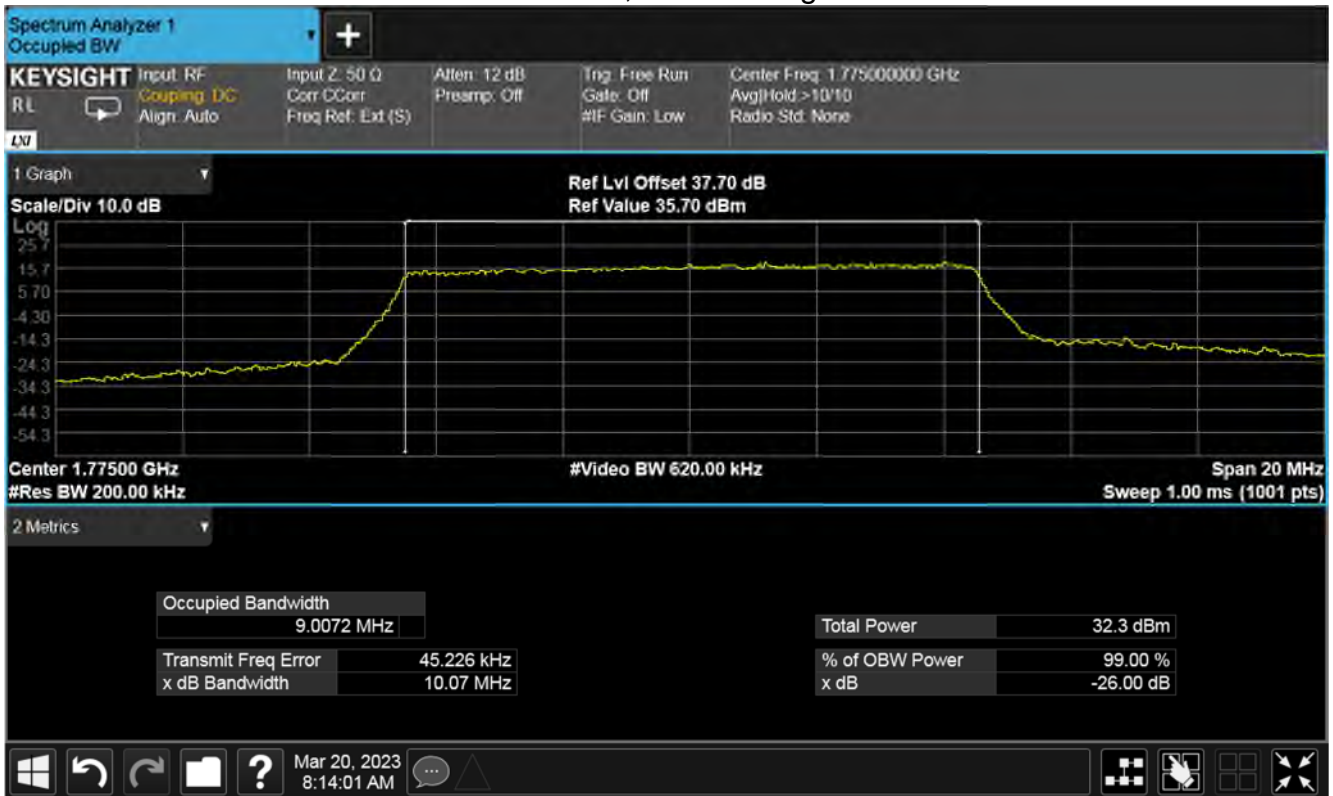 Spectrum Analyzer 1
Occupied BW
KEYSIGHT Input: RF Input Z: 50 Ω Atten: 12 dB Trig: Free Run Center Freq: 1.775000000 GHz
RL Coupling: DC Corr CCorr Preamp: Off Gate: Off Avg|Hold:>10/10
Align: Auto Freq Ref: Ext (S) #IF Gain: Low Radio Std: None
LXI
1 Graph
Ref Lvl Offset 37.70 dB
Scale/Div 10.0 dB Ref Value 35.70 dBm
Log
25.7
15.7
5.70
-4.30
-14.3
-24.3
-34.3
-44.3
-54.3
Center 1.77500 GHz #Video BW 620.00 kHz Span 20 MHz
#Res BW 200.00 kHz Sweep 1.00 ms (1001 pts)
2 Metrics
Occupied Bandwidth
9.0072 MHz Total Power 32.3 dBm
Transmit Freq Error 45.226 kHz % of OBW Power 99.00 %
x dB Bandwidth 10.07 MHz x dB -26.00 dB
? Mar 20, 2023
8:14:01 AM